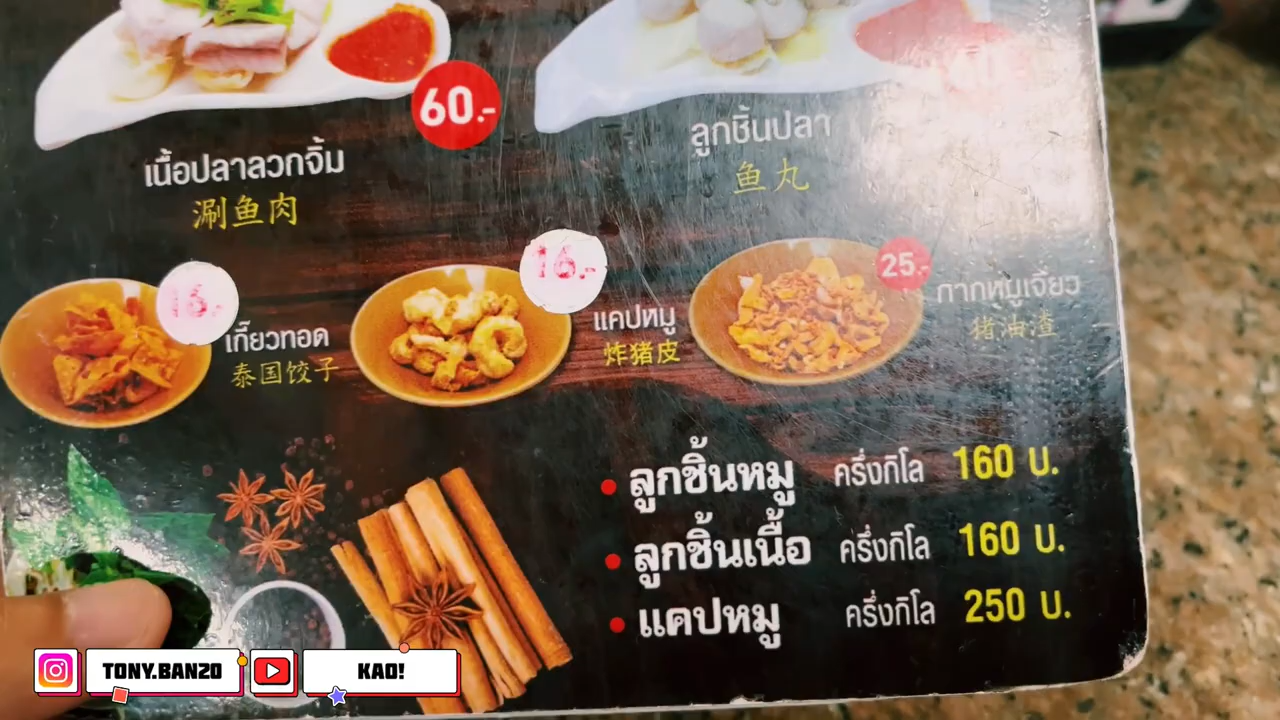 60.-
เนื้อปลาลวกจิ้ม
涮鱼肉
ลูกชิ้นปลา
鱼丸
16.-
เกี๊ยวทอด
泰国饺子
16.-
แคปหมู
炸猪皮
25.-
กากหมูเจียว
猪油渣
ลูกชิ้นหมู ครึ่งกิโล 160 บ.
ลูกชิ้นเนื้อ ครึ่งกิโล 160 บ.
แคปหมู ครึ่งกิโล 250 บ.
TONY.BANZO
KAO!